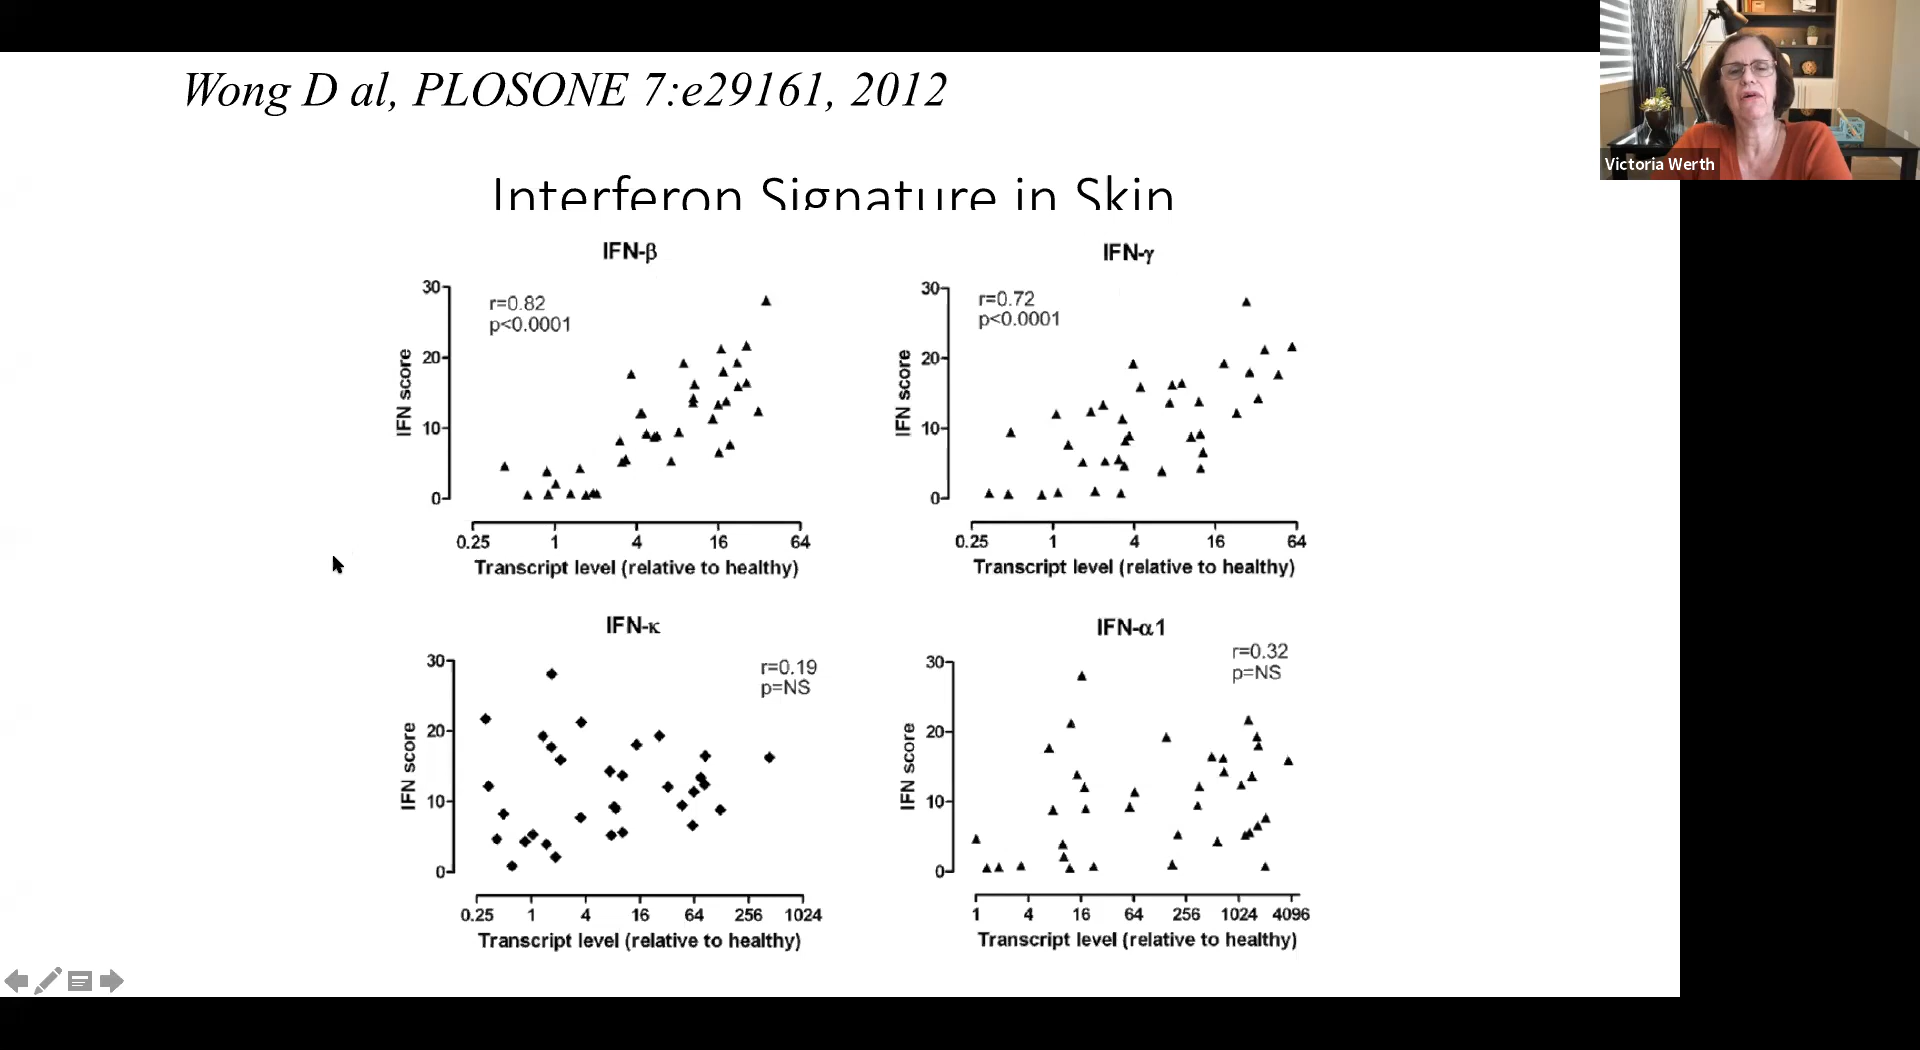 Wong D al, PLOSONE 7:e29161, 2012
Victoria Werth
Interferon Signature in Skin
IFN-β
r=0.82
p<0.0001
IFN score
30
20
10
0
0.25 1 4 16 64
Transcript level (relative to healthy)
IFN-γ
r=0.72
p<0.0001
IFN score
30
20
10
0
0.25 1 4 16 64
Transcript level (relative to healthy)
IFN-κ
r=0.19
p=NS
IFN score
30
20
10
0
0.25 1 4 16 64 256 1024
Transcript level (relative to healthy)
IFN-α1
r=0.32
p=NS
IFN score
30
20
10
0
1 4 16 64 256 1024 4096
Transcript level (relative to healthy)